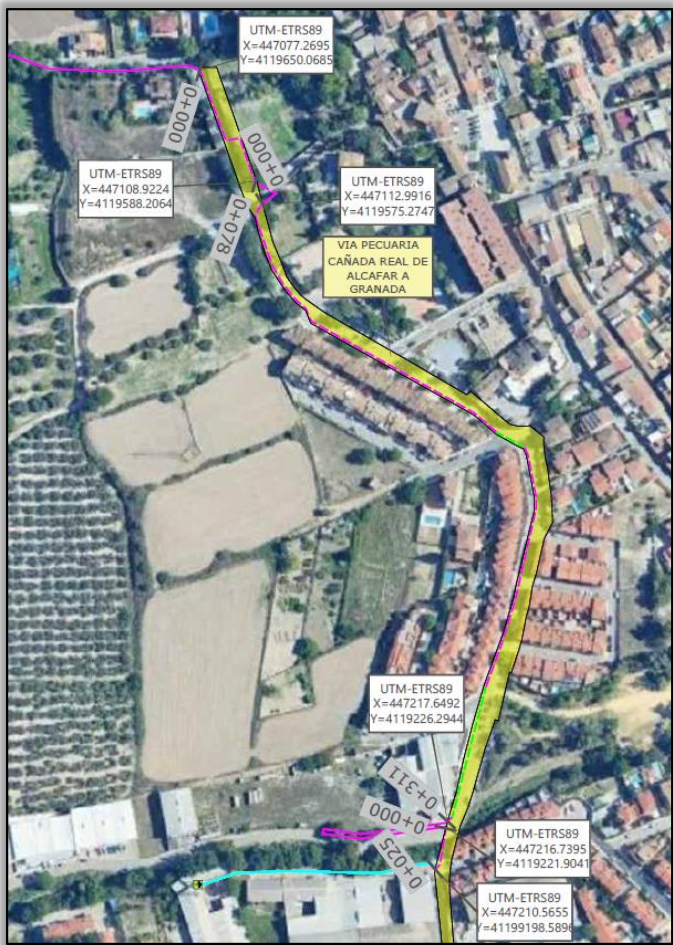 UTM-ETRS89
X=447077.2695
Y=4119650.0685
0+000
0+000
UTM-ETRS89
X=447108.9224
Y=4119588.2064
UTM-ETRS89
X=447112.9916
Y=4119575.2747
0+078
VIA PECUARIA
CAÑADA REAL DE
ALCAFAR A
GRANADA
UTM-ETRS89
X=447217.6492
Y=4119226.2944
0+311
0+000
0+025
UTM-ETRS89
X=447216.7395
Y=4119221.9041
UTM-ETRS89
X=447210.5655
Y=41199198.5896